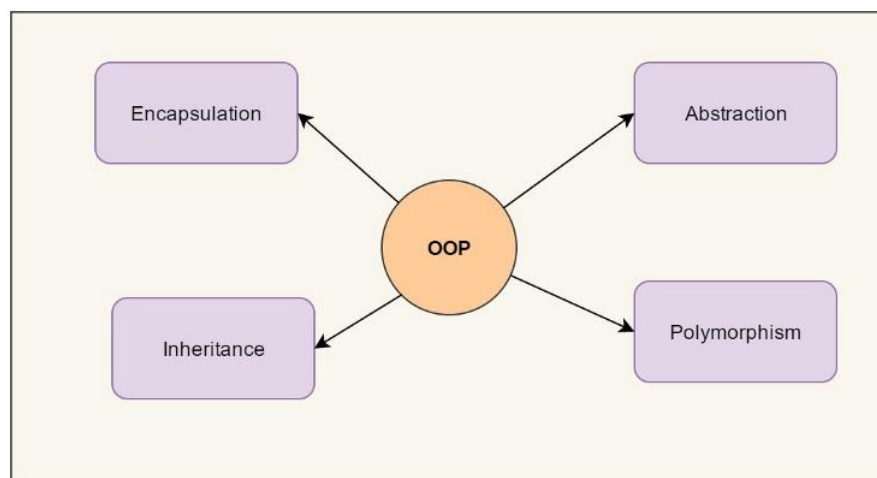 Encapsulation
Abstraction
OOP
Inheritance
Polymorphism